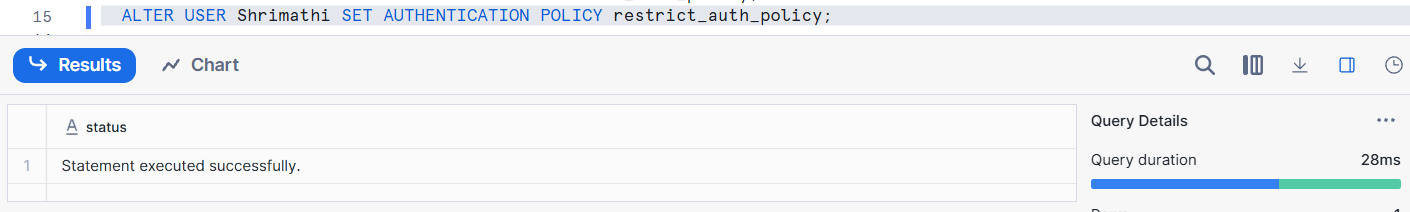 15 ALTER USER Shrimathi SET AUTHENTICATION POLICY restrict_auth_policy;
Results Chart
A status
Query Details
1 Statement executed successfully.
Query duration 28ms